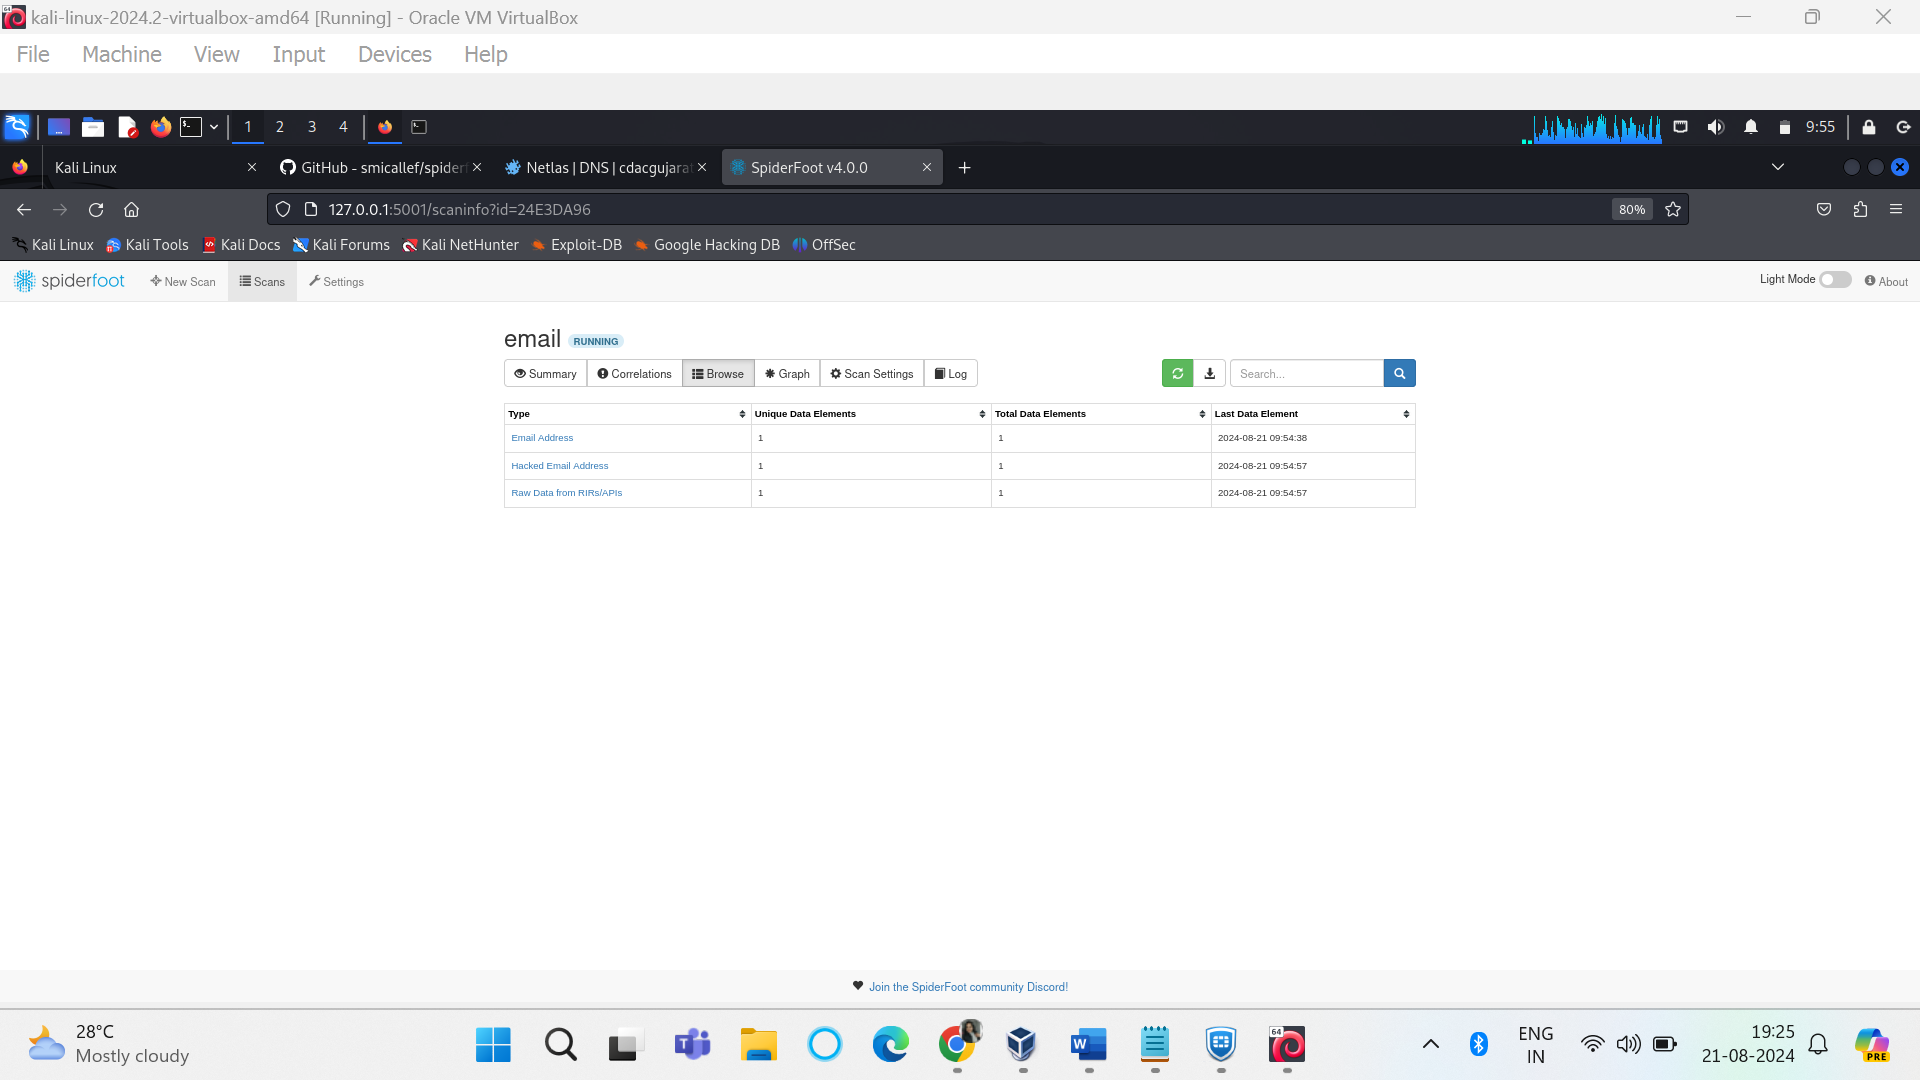 kali-linux-2024.2-virtualbox-amd64 [Running] - Oracle VM VirtualBox
File Machine View Input Devices Help
1 2 3 4 9:55
Kali Linux GitHub - smicallef/spiderf Netlas | DNS | cdacgujarat SpiderFoot v4.0.0
127.0.0.1:5001/scaninfo?id=24E3DA96 80%
Kali Linux Kali Tools Kali Docs Kali Forums Kali NetHunter Exploit-DB Google Hacking DB OffSec
spiderfoot New Scan Scans Settings Light Mode About
email RUNNING
Summary Correlations Browse Graph Scan Settings Log Search...
Type Unique Data Elements Total Data Elements Last Data Element
Email Address 1 1 2024-08-21 09:54:38
Hacked Email Address 1 1 2024-08-21 09:54:57
Raw Data from RIRs/APIs 1 1 2024-08-21 09:54:57
Join the SpiderFoot community Discord!
28°C ENG 19:25
Mostly cloudy IN 21-08-2024 PRE